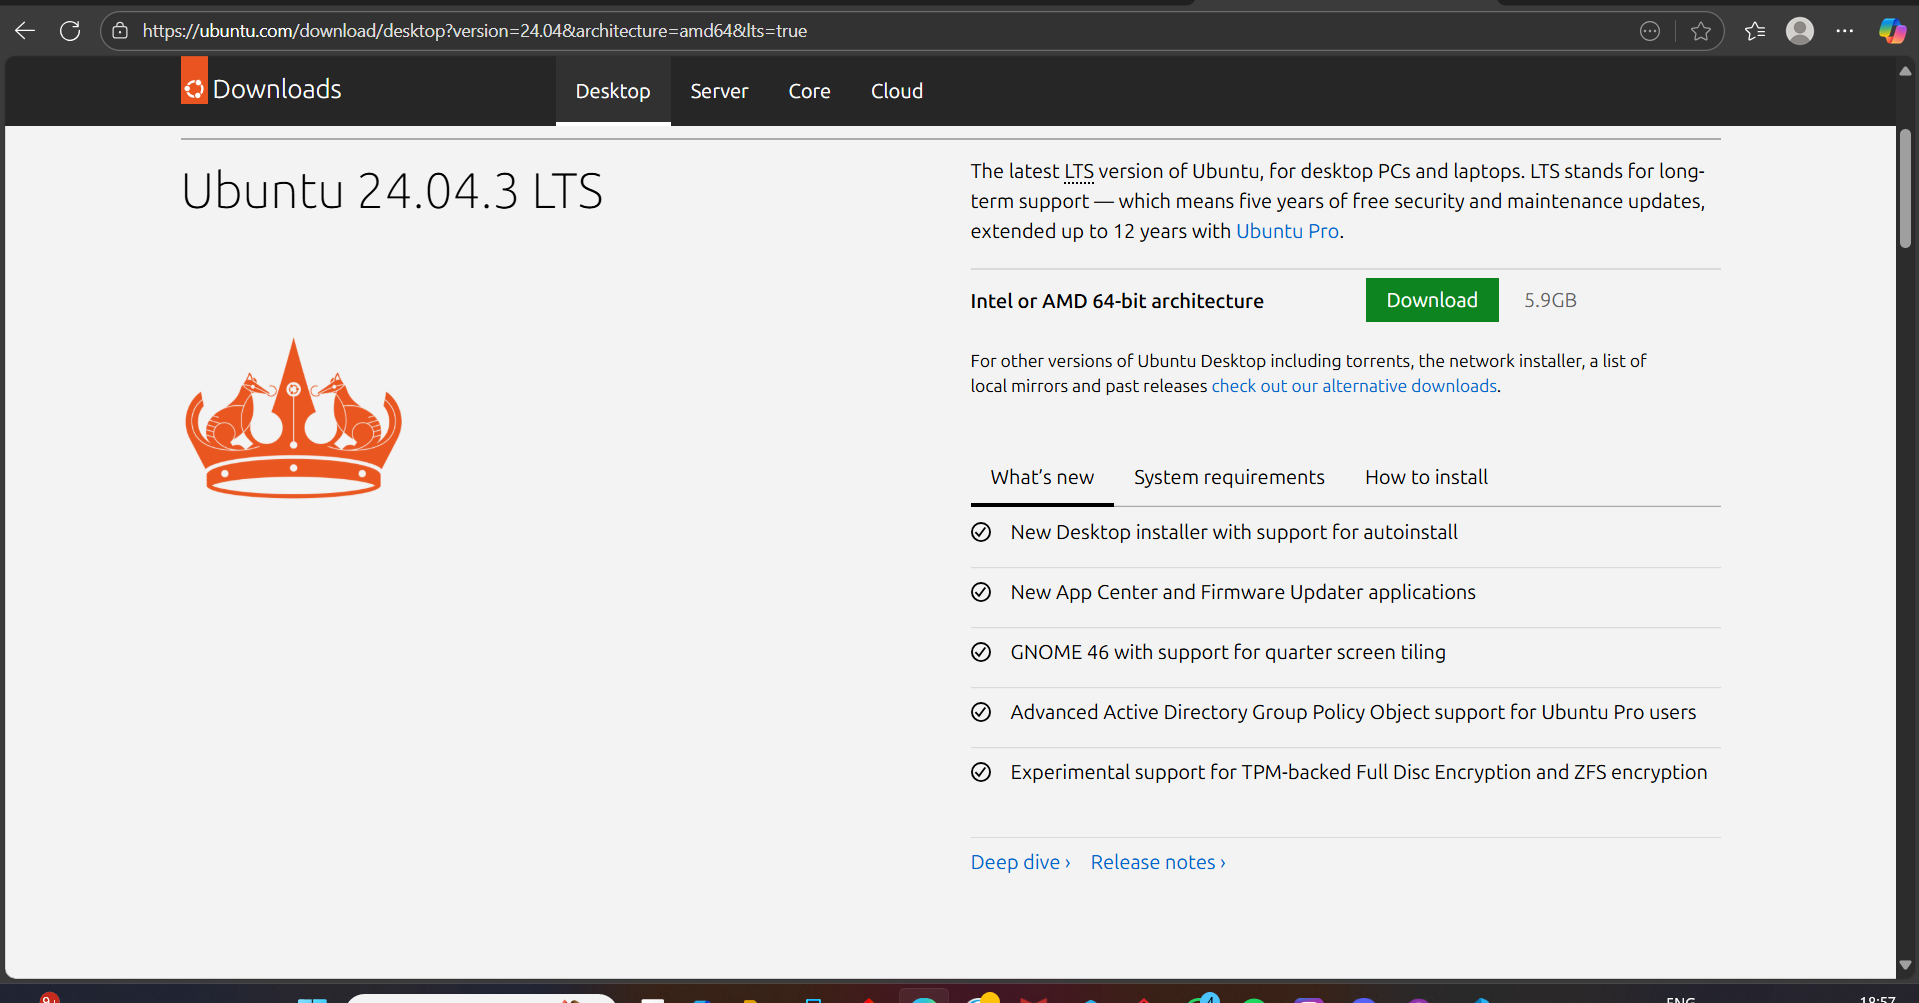 https://ubuntu.com/download/desktop?version=24.04&architecture=amd64&lts=true
Downloads
Desktop
Server
Core
Cloud
Ubuntu 24.04.3 LTS
The latest LTS version of Ubuntu, for desktop PCs and laptops. LTS stands for long-
term support — which means five years of free security and maintenance updates,
extended up to 12 years with Ubuntu Pro.
Intel or AMD 64-bit architecture
Download
5.9GB
For other versions of Ubuntu Desktop including torrents, the network installer, a list of
local mirrors and past releases check out our alternative downloads.
What’s new
System requirements
How to install
New Desktop installer with support for autoinstall
New App Center and Firmware Updater applications
GNOME 46 with support for quarter screen tiling
Advanced Active Directory Group Policy Object support for Ubuntu Pro users
Experimental support for TPM-backed Full Disc Encryption and ZFS encryption
Deep dive ›
Release notes ›
4
ENG
18:57